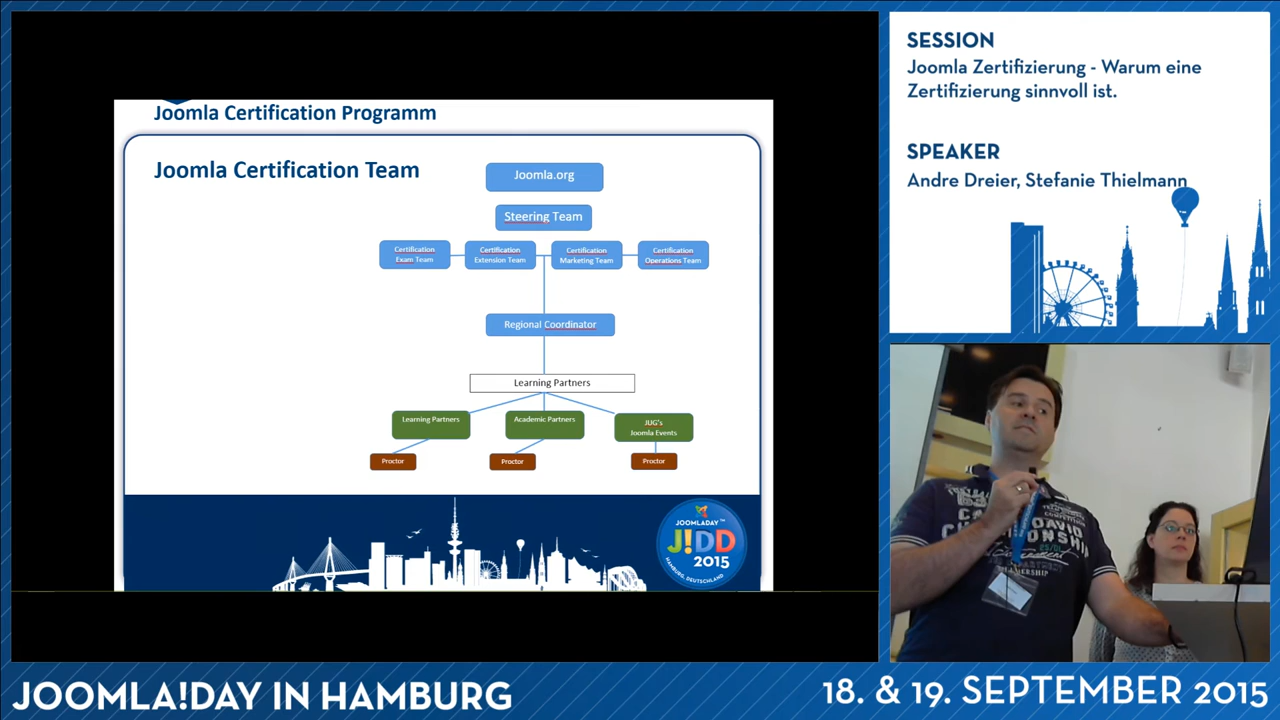 Joomla Certification Programm
Joomla Certification Team
Joomla.org
Steering Team
Certification
Exam Team
Certification
Extension Team
Certification
Marketing Team
Certification
Operations Team
Regional Coordinator
Learning Partners
Learning Partners
Academic Partners
JUG's
Joomla Events
Proctor
Proctor
Proctor
JOOMLADAY™
J!DD
2015
HAMBURG, DEUTSCHLAND
SESSION
Joomla Zertifizierung - Warum eine
Zertifizierung sinnvoll ist.
SPEAKER
Andre Dreier, Stefanie Thielmann
JOOMLA!DAY IN HAMBURG
18. & 19. SEPTEMBER 2015